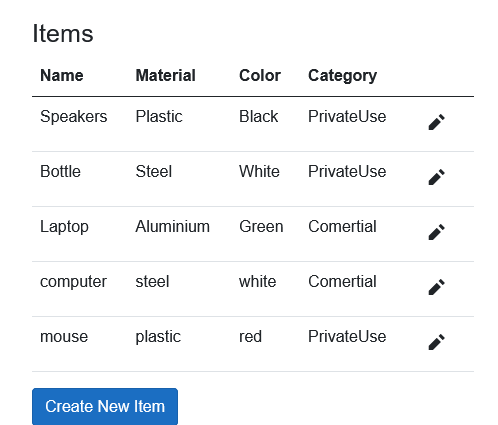 Items
Name Material Color Category
Speakers Plastic Black PrivateUse
Bottle Steel White PrivateUse
Laptop Aluminium Green Comertial
computer steel white Comertial
mouse plastic red PrivateUse
Create New Item